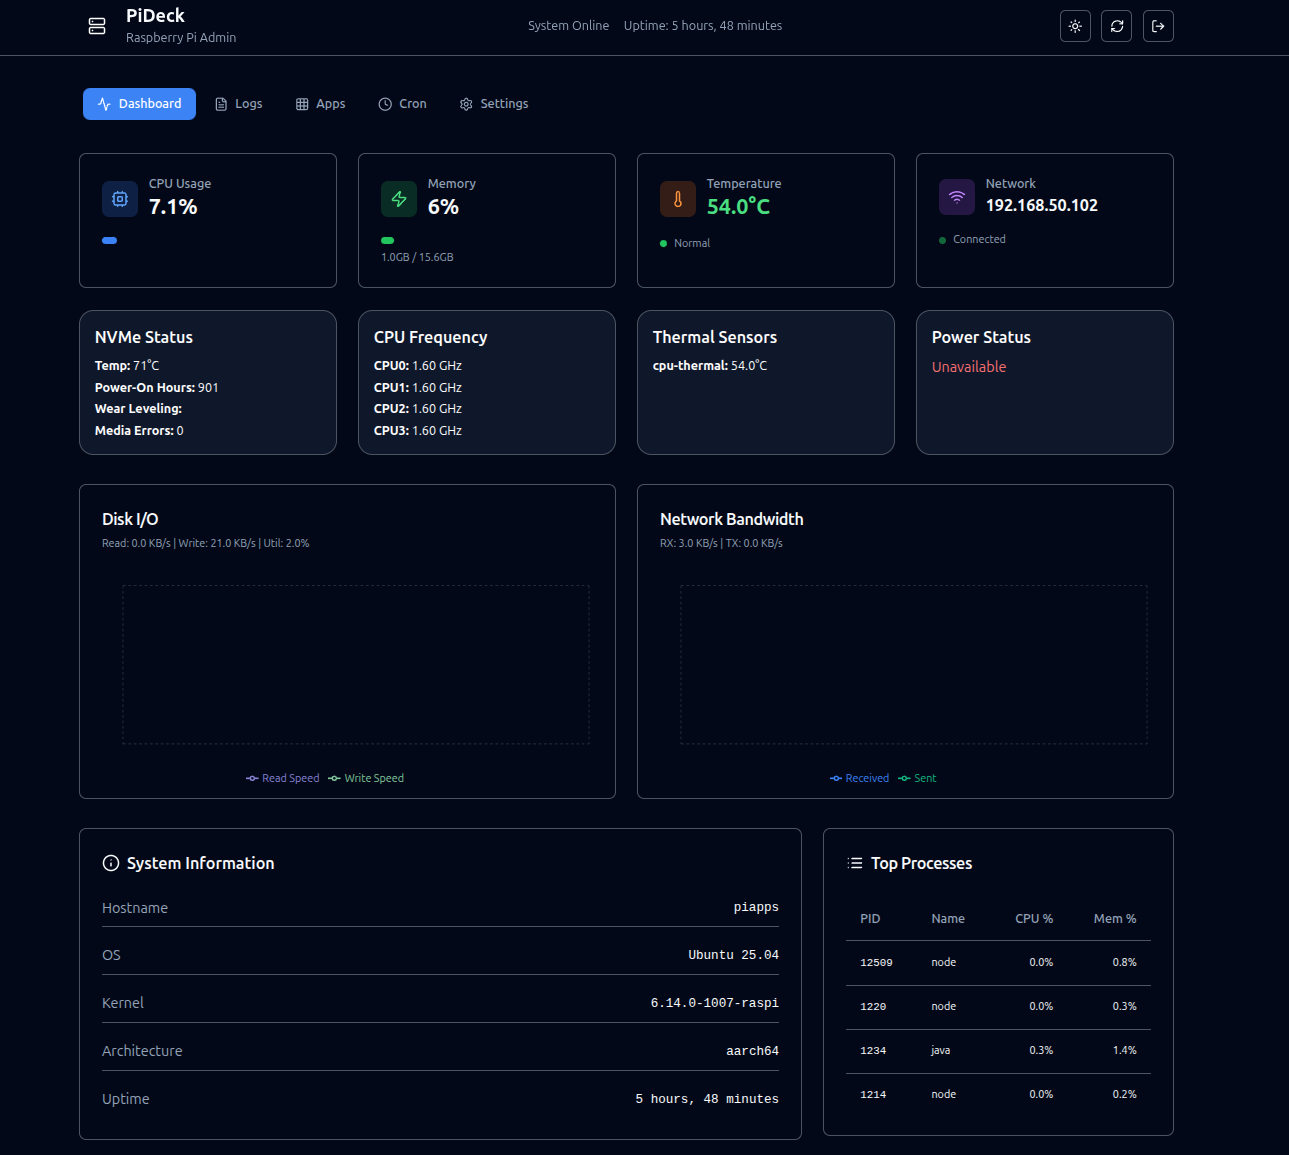 PiDeck
Raspberry Pi Admin
System Online Uptime: 5 hours, 48 minutes
Dashboard Logs Apps Cron Settings
CPU Usage
7.1%
Memory
6%
1.0GB / 15.6GB
Temperature
54.0°C
Normal
Network
192.168.50.102
Connected
NVMe Status
Temp: 71°C
Power-On Hours: 901
Wear Leveling:
Media Errors: 0
CPU Frequency
CPU0: 1.60 GHz
CPU1: 1.60 GHz
CPU2: 1.60 GHz
CPU3: 1.60 GHz
Thermal Sensors
cpu-thermal: 54.0°C
Power Status
Unavailable
Disk I/O
Read: 0.0 KB/s | Write: 21.0 KB/s | Util: 2.0%
Read Speed Write Speed
Network Bandwidth
RX: 3.0 KB/s | TX: 0.0 KB/s
Received Sent
System Information
Hostname piapps
OS Ubuntu 25.04
Kernel 6.14.0-1007-raspi
Architecture aarch64
Uptime 5 hours, 48 minutes
Top Processes
PID Name CPU % Mem %
12509 node 0.0% 0.8%
1220 node 0.0% 0.3%
1234 java 0.3% 1.4%
1214 node 0.0% 0.2%